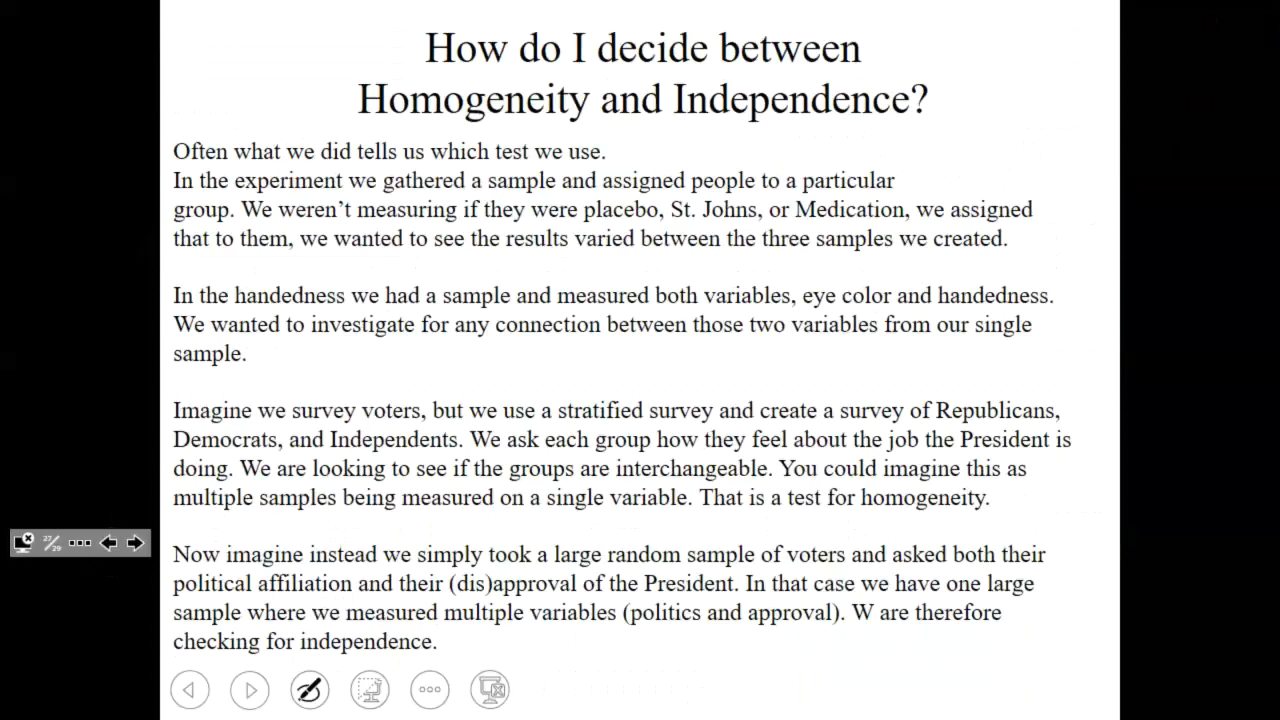 How do I decide between
Homogeneity and Independence?
Often what we did tells us which test we use.
In the experiment we gathered a sample and assigned people to a particular
group. We weren’t measuring if they were placebo, St. Johns, or Medication, we assigned
that to them, we wanted to see the results varied between the three samples we created.
In the handedness we had a sample and measured both variables, eye color and handedness.
We wanted to investigate for any connection between those two variables from our single
sample.
Imagine we survey voters, but we use a stratified survey and create a survey of Republicans,
Democrats, and Independents. We ask each group how they feel about the job the President is
doing. We are looking to see if the groups are interchangeable. You could imagine this as
multiple samples being measured on a single variable. That is a test for homogeneity.
27/29
Now imagine instead we simply took a large random sample of voters and asked both their
political affiliation and their (dis)approval of the President. In that case we have one large
sample where we measured multiple variables (politics and approval). W are therefore
checking for independence.